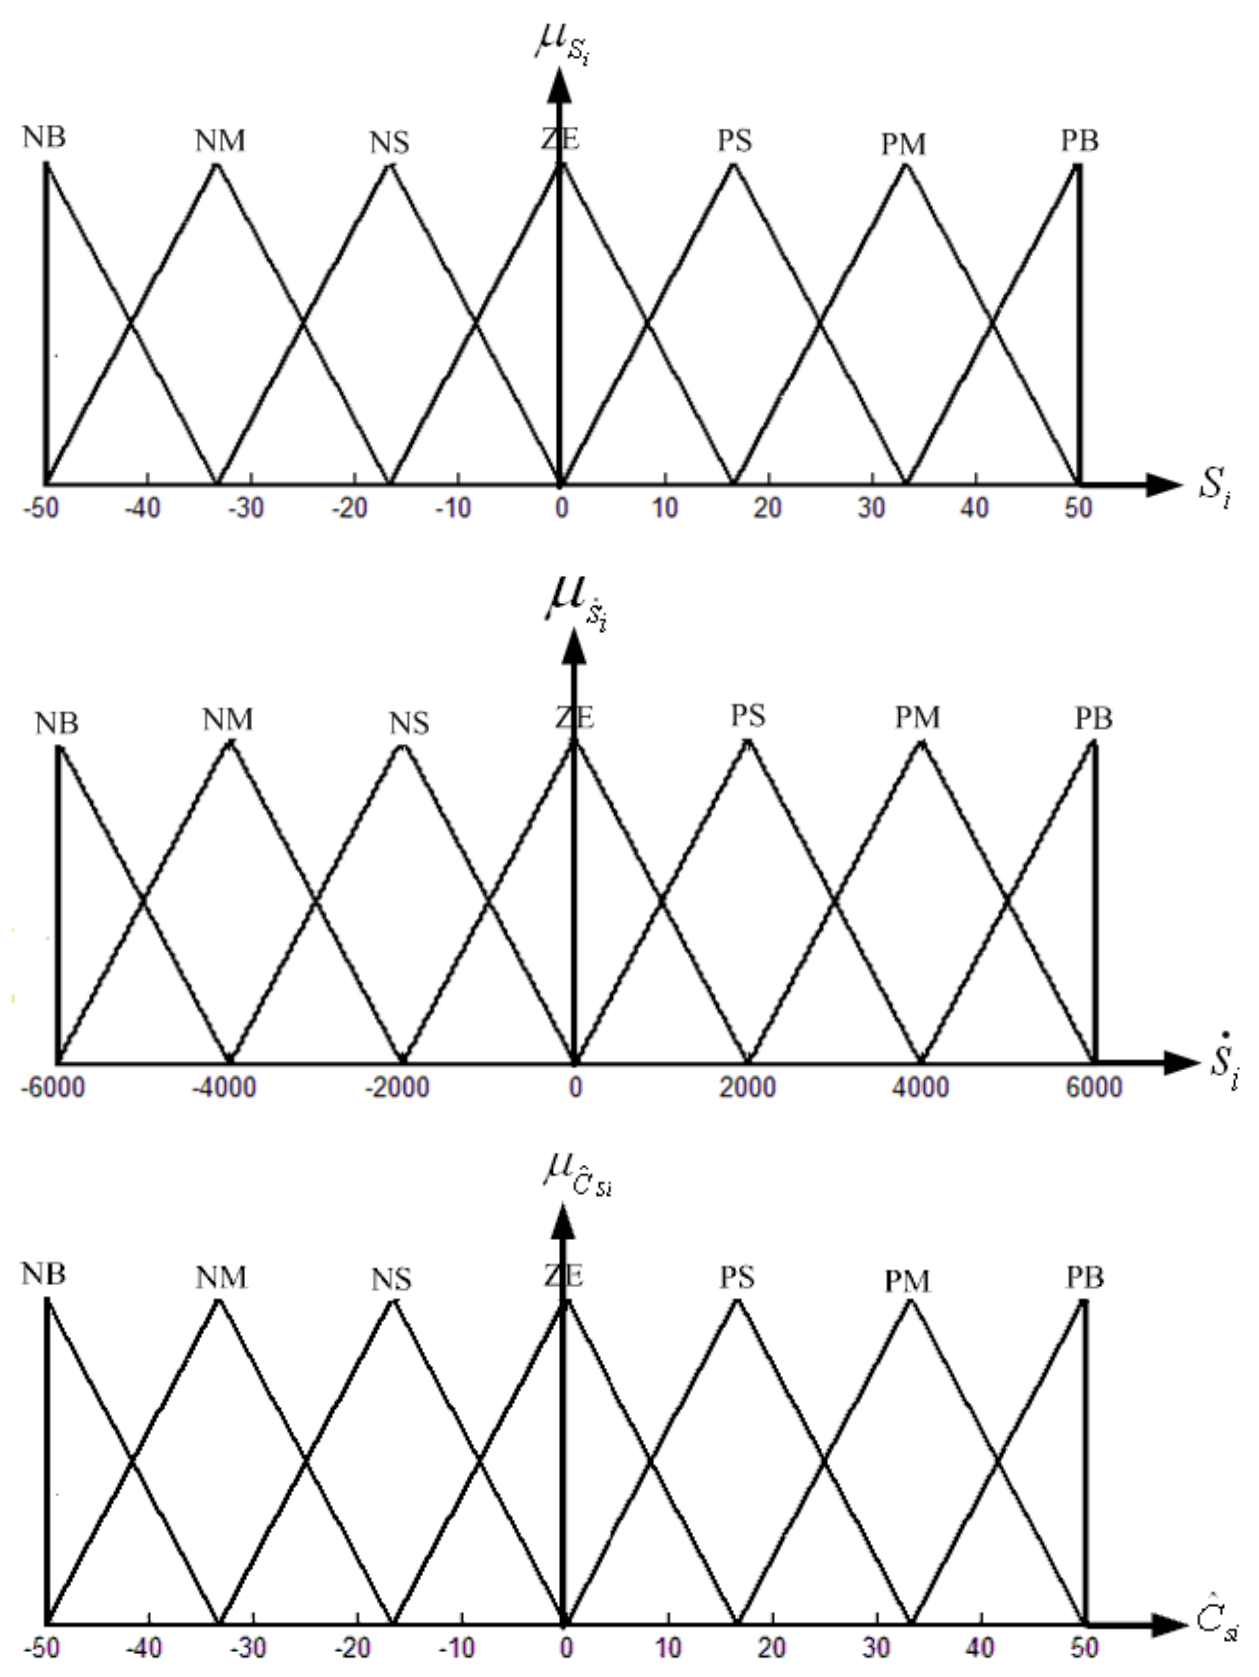 μ_{S_i}
NB NM NS ZE PS PM PB
-50 -40 -30 -20 -10 0 10 20 30 40 50 S_i
μ_{ṡ_i}
NB NM NS ZE PS PM PB
-6000 -4000 -2000 0 2000 4000 6000 Ṡ_i
μ_{Ĉ_{Si}}
NB NM NS ZE PS PM PB
-50 -40 -30 -20 -10 0 10 20 30 40 50 Ĉ_{si}